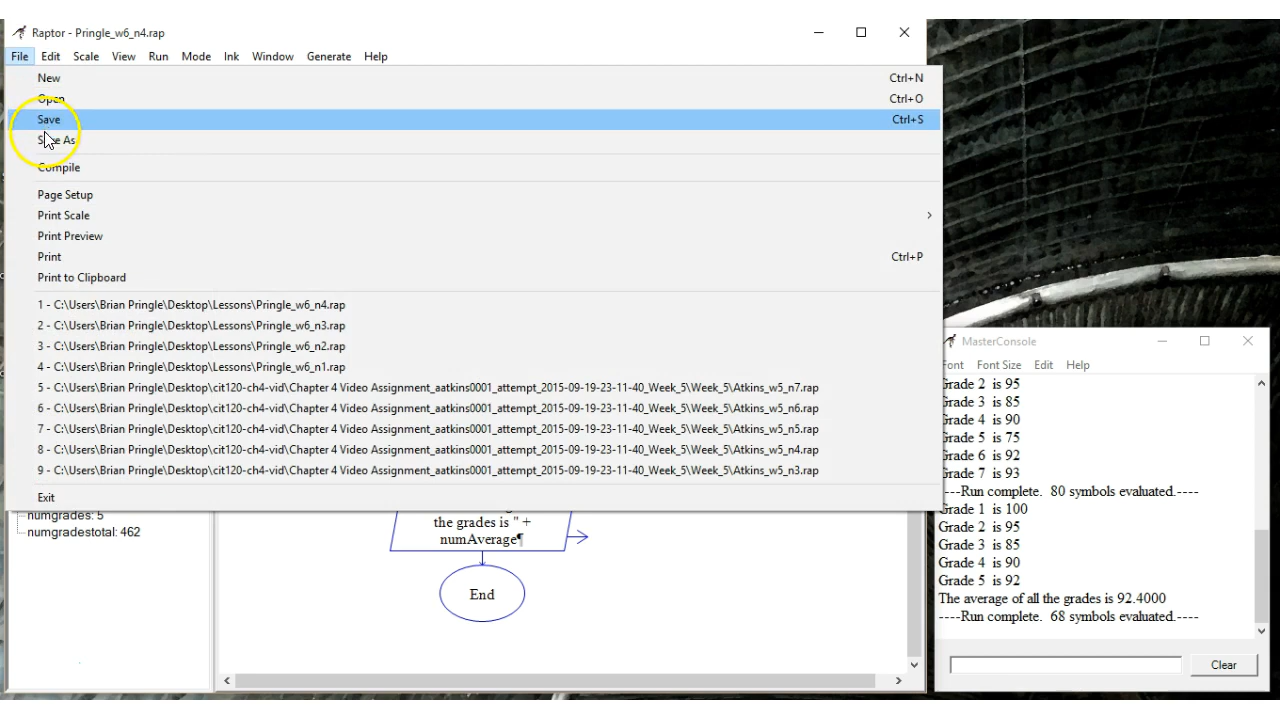 Raptor - Pringle_w6_n4.rap
File Edit Scale View Run Mode Ink Window Generate Help
New Ctrl+N
Open Ctrl+O
Save Ctrl+S
Save As
Compile
Page Setup
Print Scale
Print Preview
Print Ctrl+P
Print to Clipboard
1 - C:\Users\Brian Pringle\Desktop\Lessons\Pringle_w6_n4.rap
2 - C:\Users\Brian Pringle\Desktop\Lessons\Pringle_w6_n3.rap
3 - C:\Users\Brian Pringle\Desktop\Lessons\Pringle_w6_n2.rap
4 - C:\Users\Brian Pringle\Desktop\Lessons\Pringle_w6_n1.rap
5 - C:\Users\Brian Pringle\Desktop\cit120-ch4-vid\Chapter 4 Video Assignment_aatkins0001_attempt_2015-09-19-23-11-40_Week_5\Week_5\Atkins_w5_n7.rap
6 - C:\Users\Brian Pringle\Desktop\cit120-ch4-vid\Chapter 4 Video Assignment_aatkins0001_attempt_2015-09-19-23-11-40_Week_5\Week_5\Atkins_w5_n6.rap
7 - C:\Users\Brian Pringle\Desktop\cit120-ch4-vid\Chapter 4 Video Assignment_aatkins0001_attempt_2015-09-19-23-11-40_Week_5\Week_5\Atkins_w5_n5.rap
8 - C:\Users\Brian Pringle\Desktop\cit120-ch4-vid\Chapter 4 Video Assignment_aatkins0001_attempt_2015-09-19-23-11-40_Week_5\Week_5\Atkins_w5_n4.rap
9 - C:\Users\Brian Pringle\Desktop\cit120-ch4-vid\Chapter 4 Video Assignment_aatkins0001_attempt_2015-09-19-23-11-40_Week_5\Week_5\Atkins_w5_n3.rap
Exit
numgrades: 5
numgradestotal: 462
the grades is " +
numAverage¶
End
MasterConsole
Font Font Size Edit Help
Grade 2 is 95
Grade 3 is 85
Grade 4 is 90
Grade 5 is 75
Grade 6 is 92
Grade 7 is 93
----Run complete. 80 symbols evaluated.----
Grade 1 is 100
Grade 2 is 95
Grade 3 is 85
Grade 4 is 90
Grade 5 is 92
The average of all the grades is 92.4000
----Run complete. 68 symbols evaluated.----
Clear